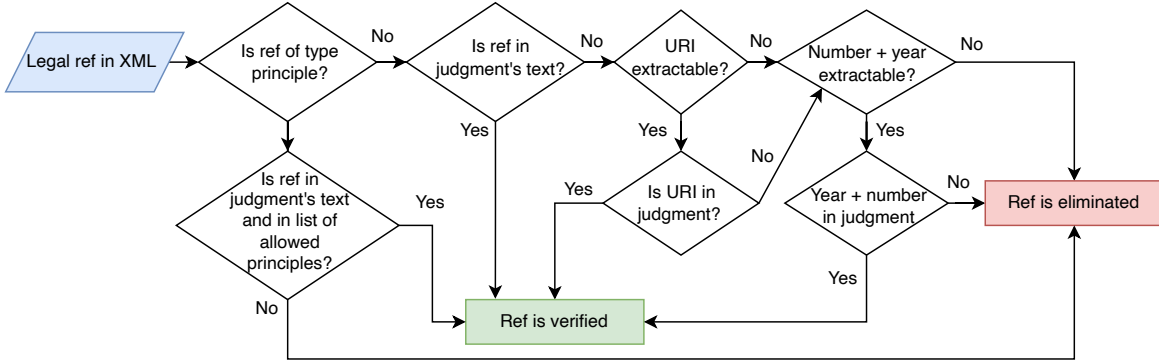 Legal ref in XML
Is ref of type
principle?
No
Is ref in
judgment's text?
No
URI
extractable?
No
Number + year
extractable?
No
Yes
Yes
Yes
Is ref in
judgment's text
and in list of
allowed
principles?
Yes
Yes
Is URI in
judgment?
No
Year + number
in judgment
No
Ref is eliminated
Yes
No
Ref is verified